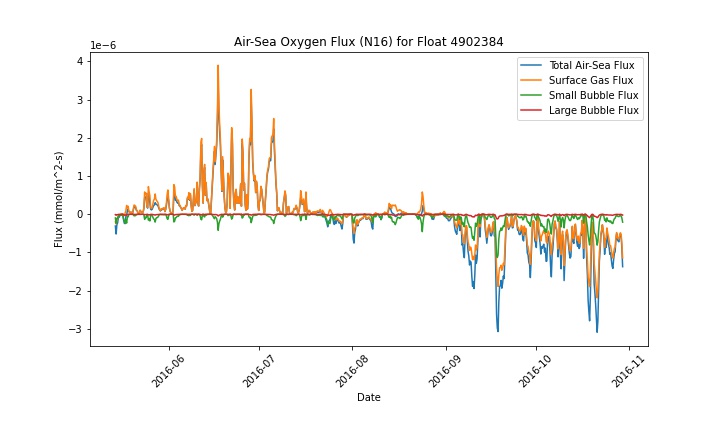 Air-Sea Oxygen Flux (N16) for Float 4902384
1e−6
Total Air-Sea Flux
Surface Gas Flux
Small Bubble Flux
Large Bubble Flux
4
3
2
1
0
−1
−2
−3
Flux (mmol/m^2-s)
2016-06
2016-07
2016-08
2016-09
2016-10
2016-11
Date